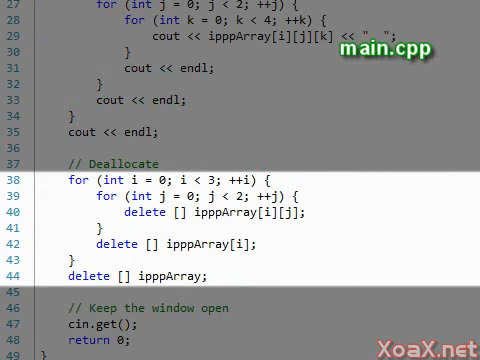 27 for (int j = 0; j < 2; ++j) {
28 for (int k = 0; k < 4; ++k) {
29 cout << ipppArray[i][j][k] << "  ";
main.cpp
30 }
31 cout << endl;
32 }
33 cout << endl;
34 }
35 cout << endl;
36
37 // Deallocate
38 for (int i = 0; i < 3; ++i) {
39 for (int j = 0; j < 2; ++j) {
40 delete [] ipppArray[i][j];
41 }
42 delete [] ipppArray[i];
43 }
44 delete [] ipppArray;
45
46 // Keep the window open
47 cin.get();
48 return 0;
49 }
XoaX.net